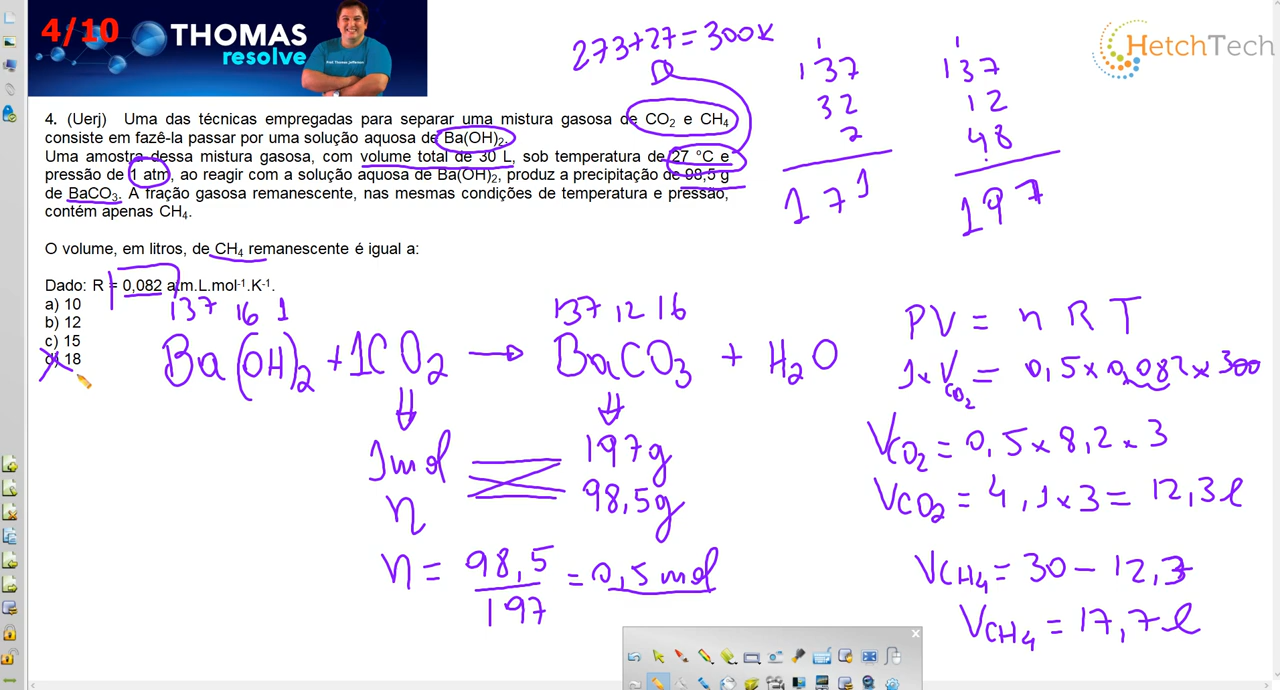 4/10
THOMAS
resolve
Prof. Thomas Jefferson
HetchTech
4. (Uerj) Uma das técnicas empregadas para separar uma mistura gasosa de CO₂ e CH₄
consiste em fazê-la passar por uma solução aquosa de Ba(OH)₂.
Uma amostra dessa mistura gasosa, com volume total de 30 L, sob temperatura de 27 °C e
pressão de 1 atm, ao reagir com a solução aquosa de Ba(OH)₂, produz a precipitação de 98,5 g
de BaCO₃. A fração gasosa remanescente, nas mesmas condições de temperatura e pressão,
contém apenas CH₄.
O volume, em litros, de CH₄ remanescente é igual a:
Dado: R = 0,082 atm.L.mol⁻¹.K⁻¹.
a) 10
b) 12
c) 15
d) 18
273+27=300K
1
137
32
2
171
1
137
12
48
197
137 16 1
137 12 16
Ba(OH)₂ + 1CO₂ → BaCO₃ + H₂O
1mol 197g
n 98,5g
n = 98,5/197 = 0,5 mol
PV = n R T
1×V_CO₂ = 0,5×0,082×300
V_CO₂ = 0,5×8,2×3
V_CO₂ = 4,1×3 = 12,3 l
V_CH₄ = 30 − 12,3
V_CH₄ = 17,7 l